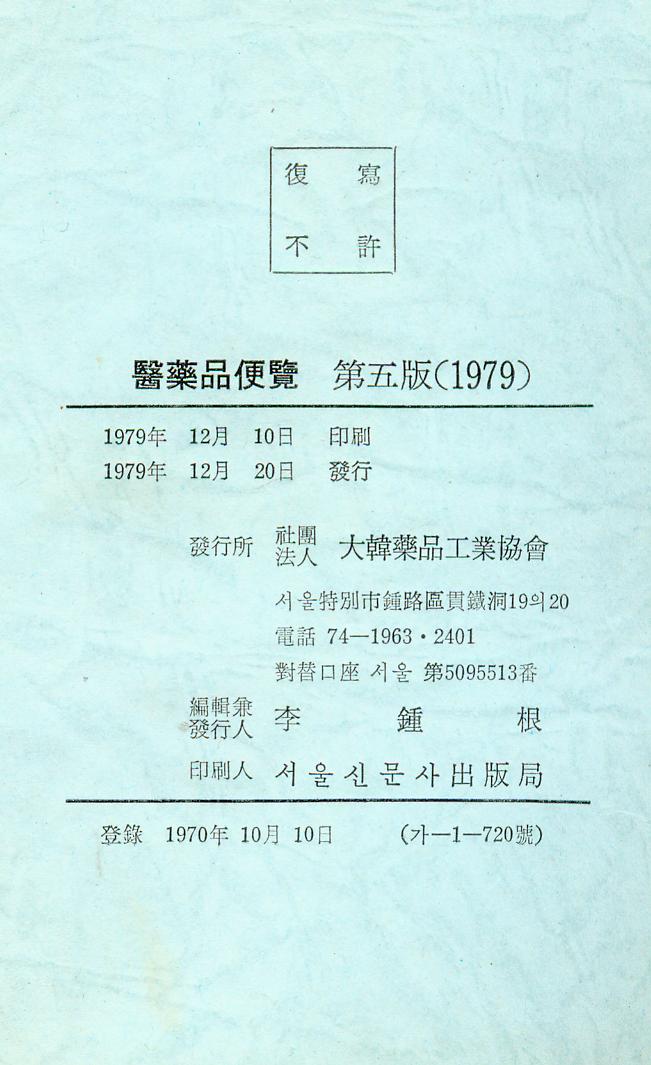 復寫
不許
醫藥品便覽 第五版(1979)
1979年 12月 10日 印刷
1979年 12月 20日 發行
發行所 社團法人 大韓藥品工業協會
서울特別市鍾路區貫鐵洞19의20
電話 74—1963・2401
對替口座 서울 第5095513番
編輯兼發行人 李鍾根
印刷人 서울신문사出版局
登錄 1970年 10月 10日 (가—1—720號)